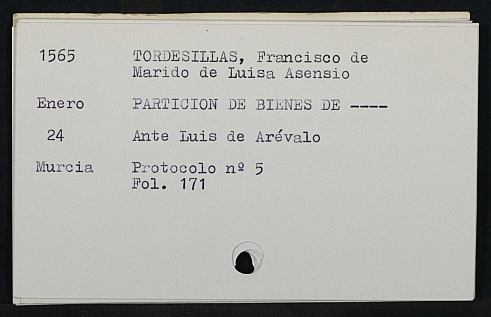 1565 TORDESILLAS, Francisco de
Marido de Luisa Asensio
Enero PARTICION DE BIENES DE ----
24 Ante Luis de Arévalo
Murcia Protocolo nº 5
Fol. 171